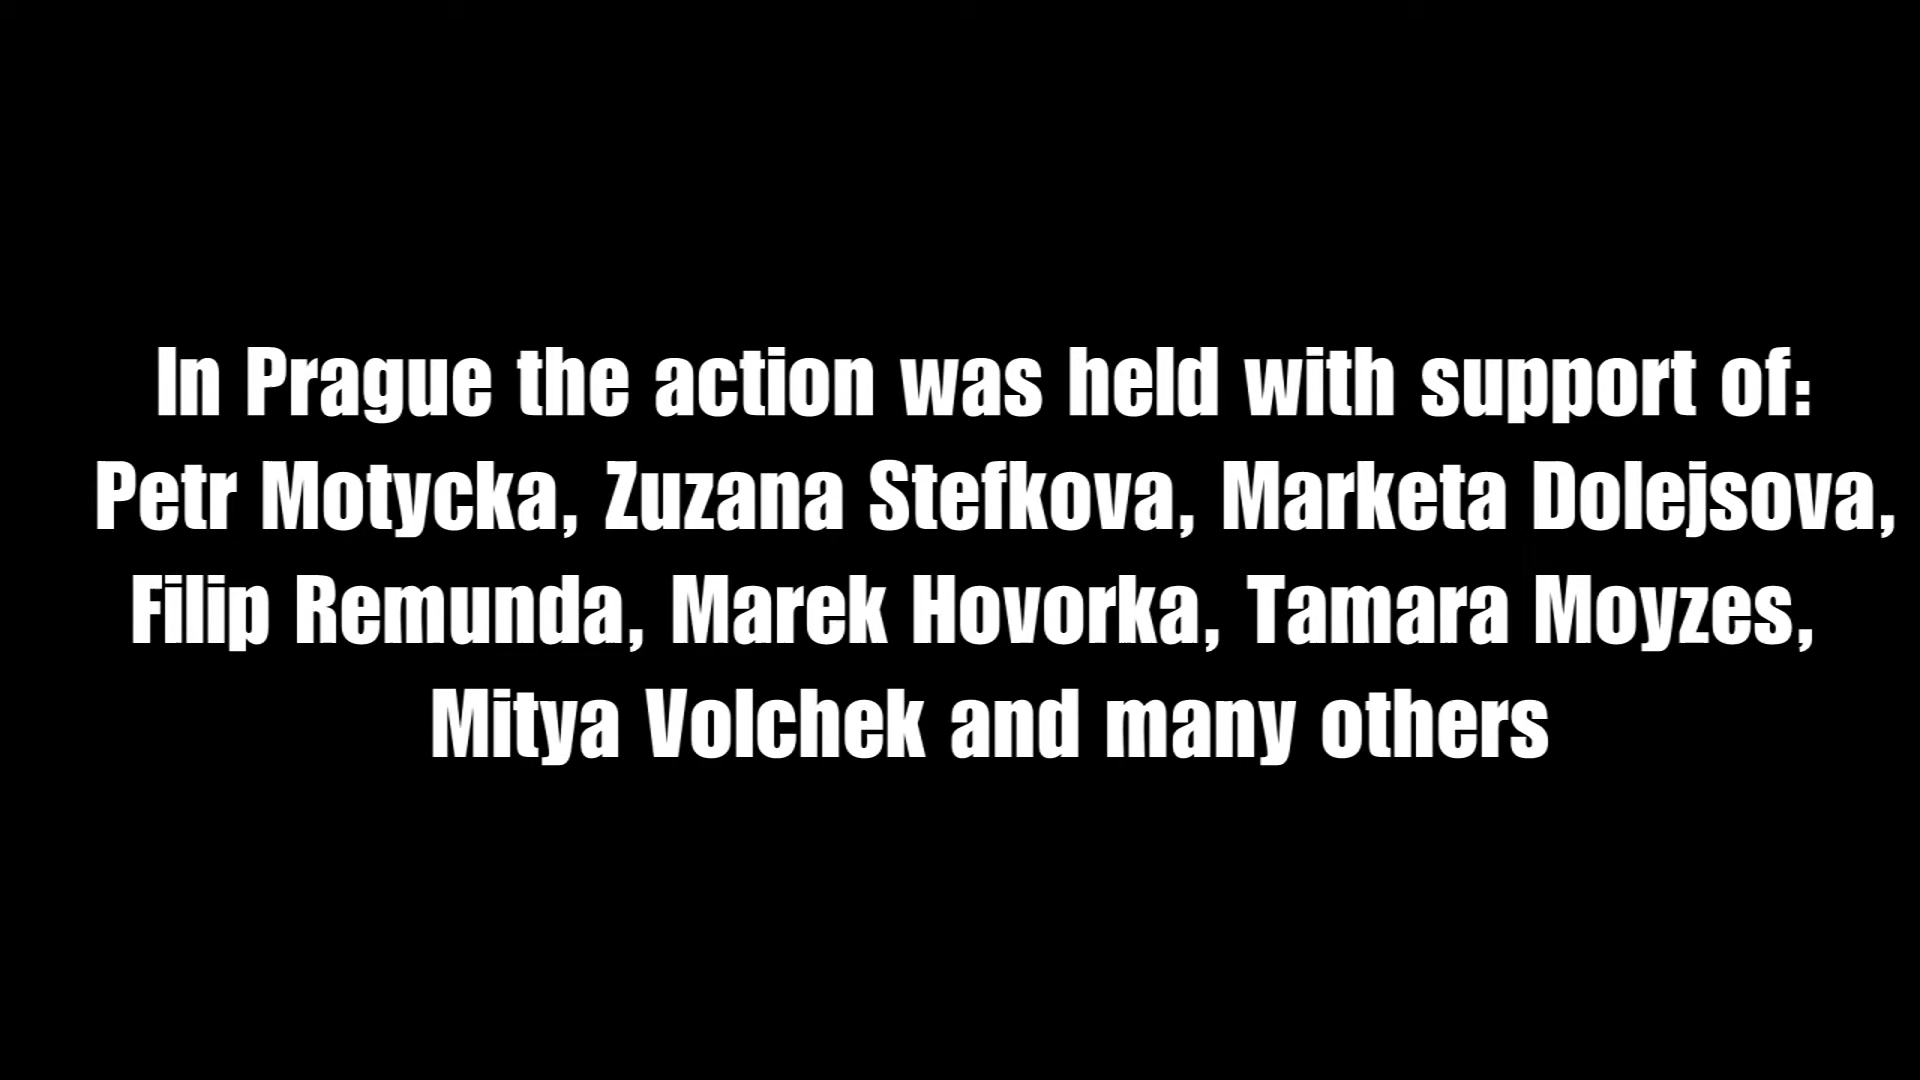 In Prague the action was held with support of:
Petr Motycka, Zuzana Stefkova, Marketa Dolejsova,
Filip Remunda, Marek Hovorka, Tamara Moyzes,
Mitya Volchek and many others